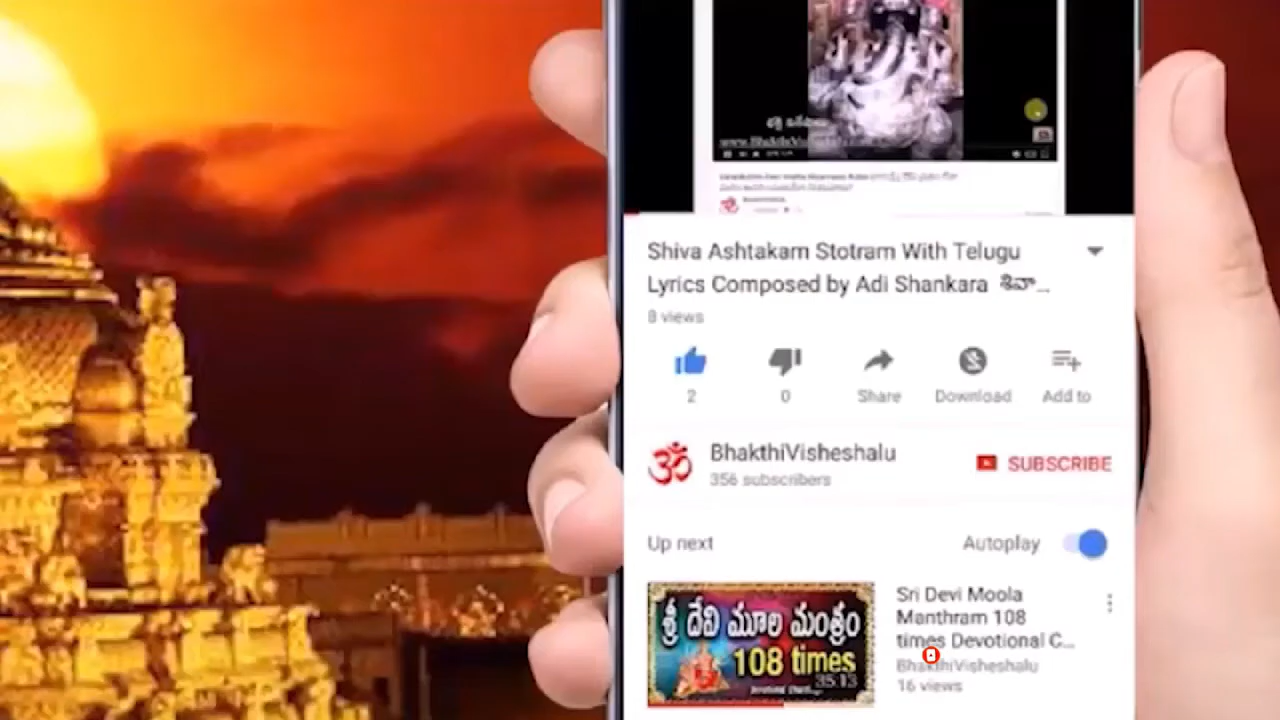 భక్తి విశేషాలు
Shiva Ashtakam Stotram With Telugu
Lyrics Composed by Adi Shankara శివా...
8 views
2
0
Share
Download
Add to
ॐ
BhakthiVisheshalu
356 subscribers
SUBSCRIBE
Up next
Autoplay
శ్రీ దేవి మూల మంత్రం
108 times
35:13
Sri Devi Moola
Manthram 108
times Devotional C...
BhakthiVisheshalu
16 views